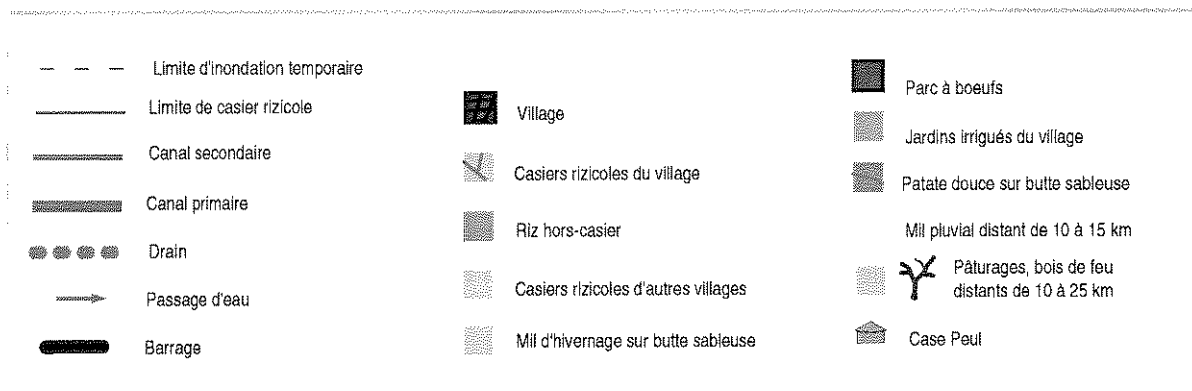 Limite d'inondation temporaire
Limite de casier rizicole
Canal secondaire
Canal primaire
Drain
Passage d'eau
Barrage
Village
Casiers rizicoles du village
Riz hors-casier
Casiers rizicoles d'autres villages
Mil d'hivernage sur butte sableuse
Parc à boeufs
Jardins irrigués du village
Patate douce sur butte sableuse
Mil pluvial distant de 10 à 15 km
Pâturages, bois de feu
distants de 10 à 25 km
Case Peul